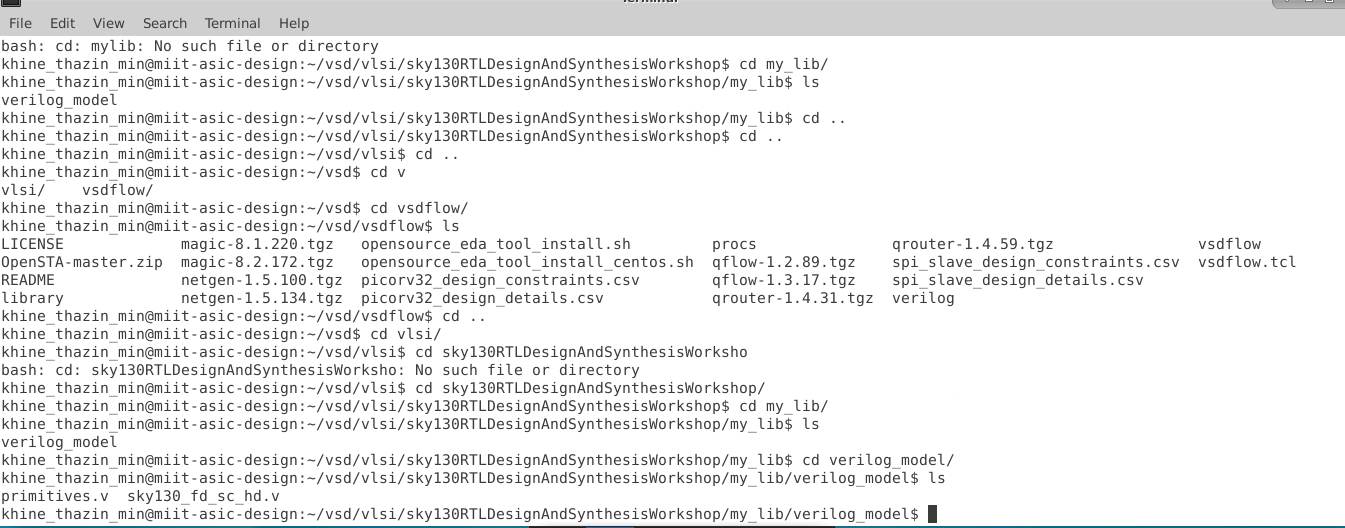 Terminal
File Edit View Search Terminal Help
bash: cd: mylib: No such file or directory
khine_thazin_min@miit-asic-design:~/vsd/vlsi/sky130RTLDesignAndSynthesisWorkshop$ cd my_lib/
khine_thazin_min@miit-asic-design:~/vsd/vlsi/sky130RTLDesignAndSynthesisWorkshop/my_lib$ ls
verilog_model
khine_thazin_min@miit-asic-design:~/vsd/vlsi/sky130RTLDesignAndSynthesisWorkshop/my_lib$ cd ..
khine_thazin_min@miit-asic-design:~/vsd/vlsi/sky130RTLDesignAndSynthesisWorkshop$ cd ..
khine_thazin_min@miit-asic-design:~/vsd/vlsi$ cd ..
khine_thazin_min@miit-asic-design:~/vsd$ cd v
vlsi/    vsdflow/
khine_thazin_min@miit-asic-design:~/vsd$ cd vsdflow/
khine_thazin_min@miit-asic-design:~/vsd/vsdflow$ ls
LICENSE             magic-8.1.220.tgz   opensource_eda_tool_install.sh         procs               qrouter-1.4.59.tgz                vsdflow
OpenSTA-master.zip  magic-8.2.172.tgz   opensource_eda_tool_install_centos.sh  qflow-1.2.89.tgz    spi_slave_design_constraints.csv  vsdflow.tcl
README              netgen-1.5.100.tgz  picorv32_design_constraints.csv        qflow-1.3.17.tgz    spi_slave_design_details.csv
library             netgen-1.5.134.tgz  picorv32_design_details.csv            qrouter-1.4.31.tgz  verilog
khine_thazin_min@miit-asic-design:~/vsd/vsdflow$ cd ..
khine_thazin_min@miit-asic-design:~/vsd$ cd vlsi/
khine_thazin_min@miit-asic-design:~/vsd/vlsi$ cd sky130RTLDesignAndSynthesisWorksho
bash: cd: sky130RTLDesignAndSynthesisWorksho: No such file or directory
khine_thazin_min@miit-asic-design:~/vsd/vlsi$ cd sky130RTLDesignAndSynthesisWorkshop/
khine_thazin_min@miit-asic-design:~/vsd/vlsi/sky130RTLDesignAndSynthesisWorkshop$ cd my_lib/
khine_thazin_min@miit-asic-design:~/vsd/vlsi/sky130RTLDesignAndSynthesisWorkshop/my_lib$ ls
verilog_model
khine_thazin_min@miit-asic-design:~/vsd/vlsi/sky130RTLDesignAndSynthesisWorkshop/my_lib$ cd verilog_model/
khine_thazin_min@miit-asic-design:~/vsd/vlsi/sky130RTLDesignAndSynthesisWorkshop/my_lib/verilog_model$ ls
primitives.v  sky130_fd_sc_hd.v
khine_thazin_min@miit-asic-design:~/vsd/vlsi/sky130RTLDesignAndSynthesisWorkshop/my_lib/verilog_model$